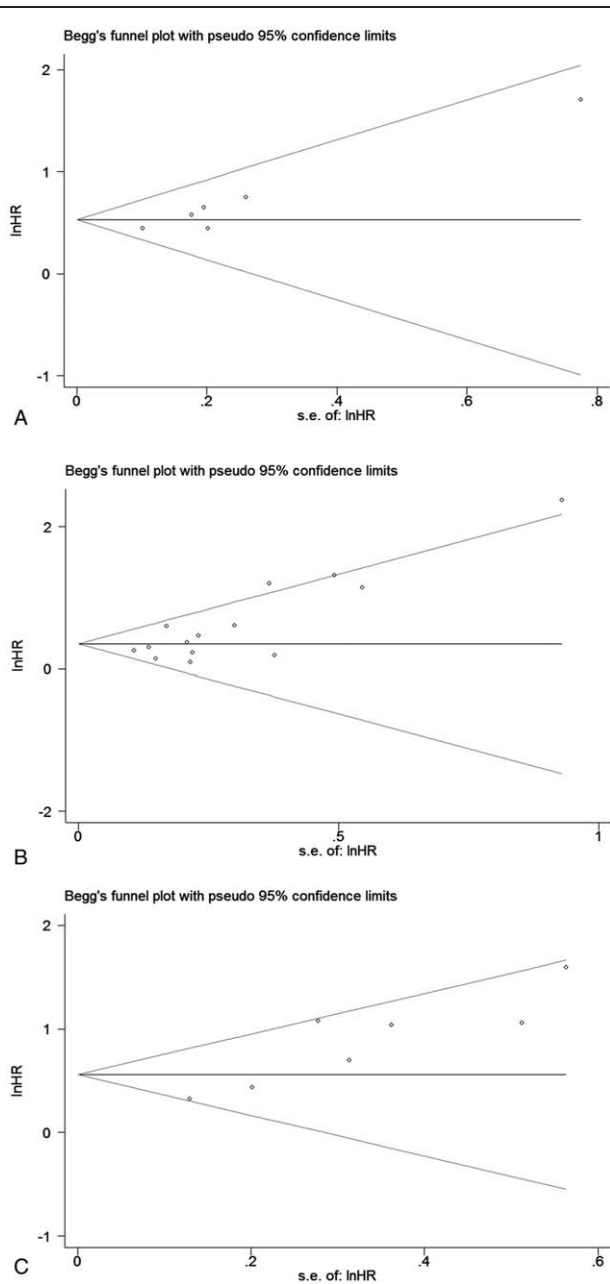 Begg's funnel plot with pseudo 95% confidence limits
2
1
0
-1
lnHR
0 .2 .4 .6 .8
s.e. of: lnHR
A
Begg's funnel plot with pseudo 95% confidence limits
2
0
-2
lnHR
0 .5 1
s.e. of: lnHR
B
Begg's funnel plot with pseudo 95% confidence limits
2
1
0
-1
lnHR
0 .2 .4 .6
s.e. of: lnHR
C